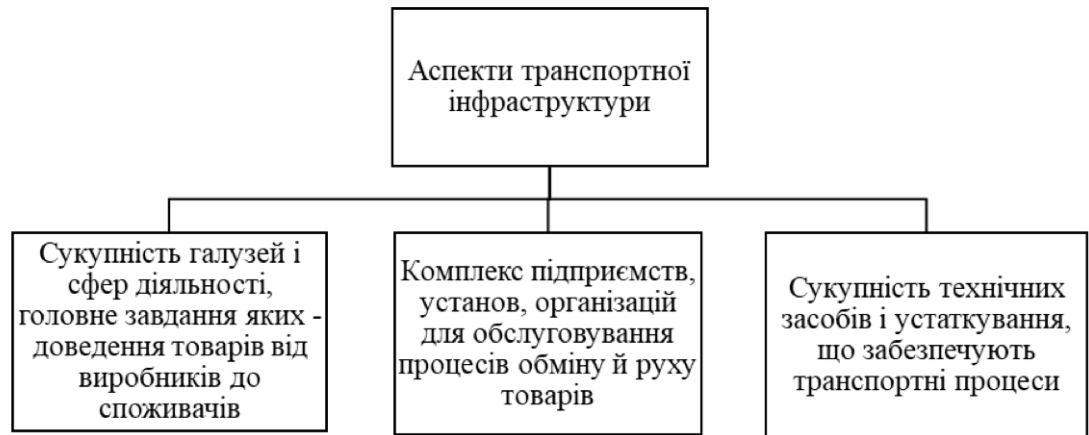 Аспекти транспортної
інфраструктури
Сукупність галузей і
сфер діяльності,
головне завдання яких -
доведення товарів від
виробників до
споживачів
Комплекс підприємств,
установ, організацій
для обслуговування
процесів обміну й руху
товарів
Сукупність технічних
засобів і устаткування,
що забезпечують
транспортні процеси